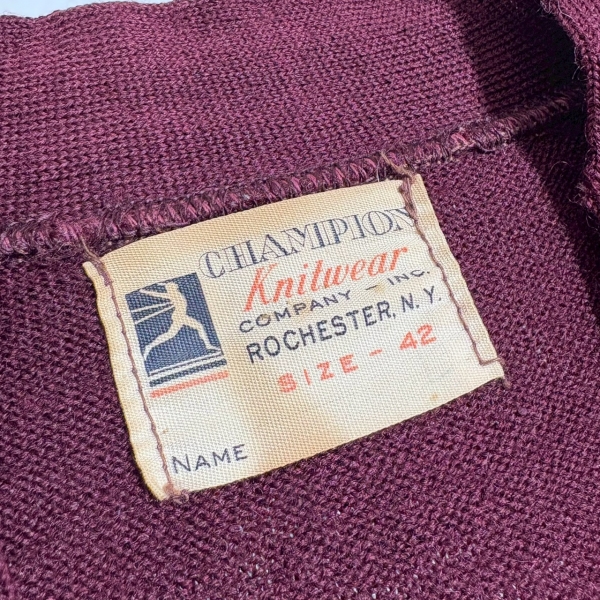 CHAMPION
Knitwear
COMPANY - INC.
ROCHESTER, N. Y.
SIZE - 42
NAME